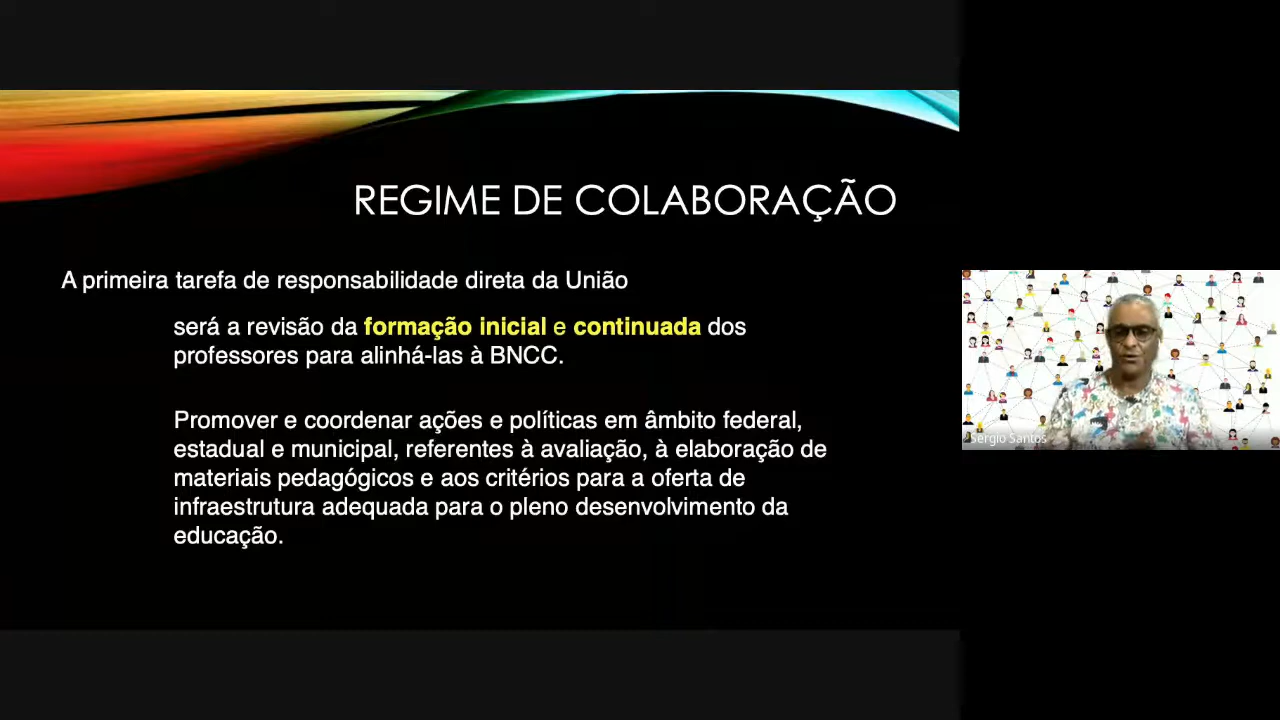 REGIME DE COLABORAÇÃO
A primeira tarefa de responsabilidade direta da União
será a revisão da formação inicial e continuada dos
professores para alinhá-las à BNCC.
Promover e coordenar ações e políticas em âmbito federal,
estadual e municipal, referentes à avaliação, à elaboração de
materiais pedagógicos e aos critérios para a oferta de
infraestrutura adequada para o pleno desenvolvimento da
educação.
Sérgio Santos